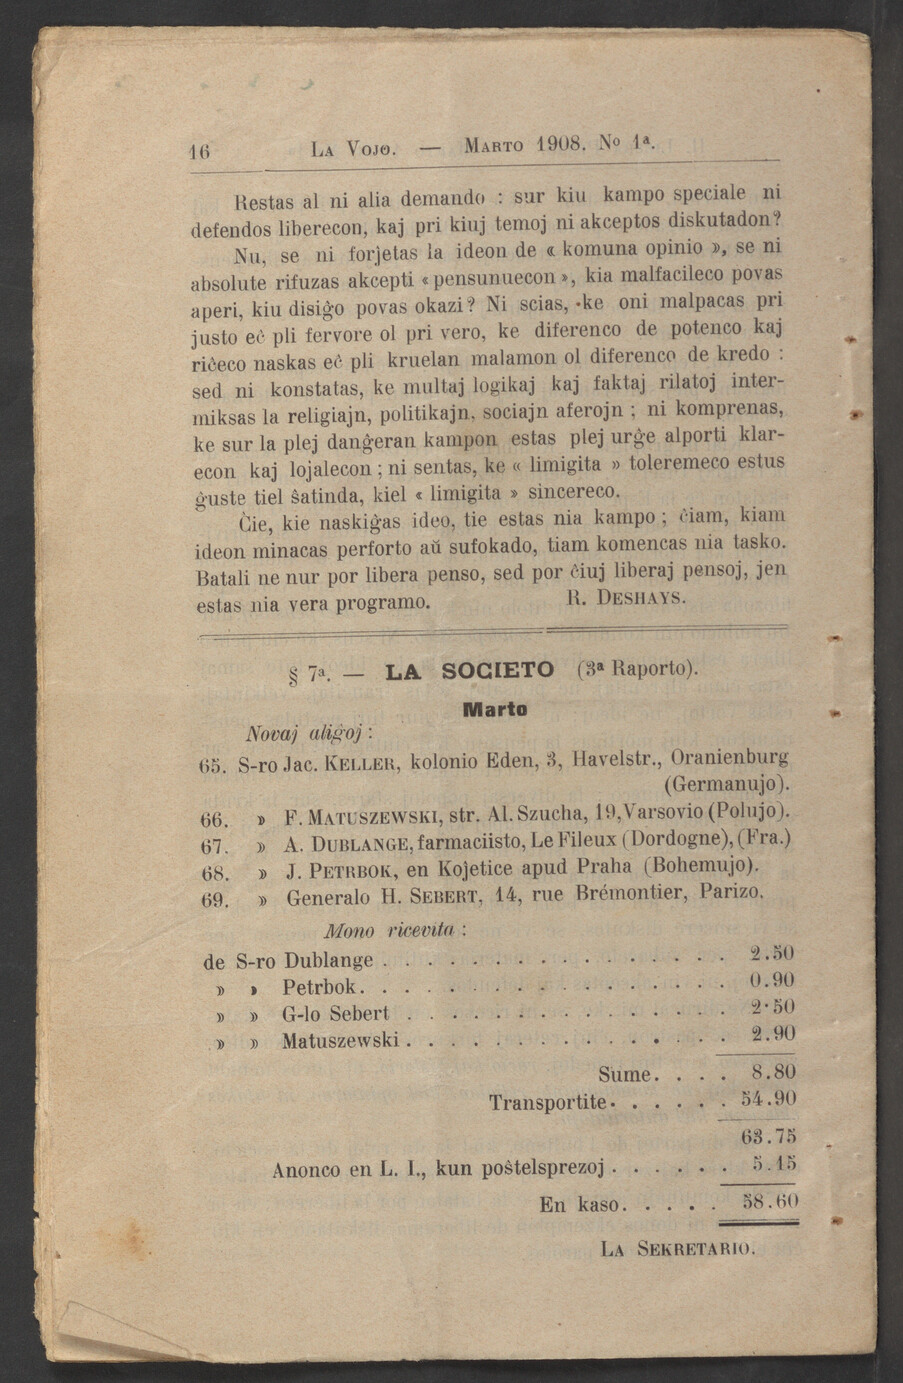 16 La Vojo. — Marto 1908. Nº 1ª.
Restas al ni alia demando : sur kiu kampo speciale ni
defendos liberecon, kaj pri kiuj temoj ni akceptos diskutadon?
Nu, se ni forjetas la ideon de « komuna opinio », se ni
absolute rifuzas akcepti « pensunuecon », kia malfacileco povas
aperi, kiu disiĝo povas okazi? Ni scias, ke oni malpacas pri
justo eĉ pli fervore ol pri vero, ke diferenco de potenco kaj
riĉeco naskas eĉ pli kruelan malamon ol diferenco de kredo :
sed ni konstatas, ke multaj logikaj kaj faktaj rilatoj inter-
miksas la religiajn, politikajn, sociajn aferojn ; ni komprenas,
ke sur la plej danĝeran kampon estas plej urĝe alporti klar-
econ kaj lojalecon ; ni sentas, ke « limigita » toleremeco estus
ĝuste tiel ŝatinda, kiel « limigita » sincereco.
Ĉie, kie naskiĝas ideo, tie estas nia kampo ; ĉiam, kiam
ideon minacas perforto aŭ sufokado, tiam komencas nia tasko.
Batali ne nur por libera penso, sed por ĉiuj liberaj pensoj, jen
estas nia vera programo. R. Deshays.
§ 7ª. — LA SOCIETO (3ª Raporto).
Marto
Novaj aliĝoj :
65. S-ro Jac. Keller, kolonio Eden, 3, Havelstr., Oranienburg
(Germanujo).
66. » F. Matuszewski, str. Al. Szucha, 19, Varsovio (Polujo).
67. » A. Dublange, farmaciisto, Le Fileux (Dordogne), (Fra.)
68. » J. Petrbok, en Kojetice apud Praha (Bohemujo).
69. » Generalo H. Sebert, 14, rue Brémontier, Parizo.
Mono ricevita :
de S-ro Dublange . . . . . . . . . . . . . . . . 2.50
» » Petrbok . . . . . . . . . . . . . . . . . 0.90
» » G-lo Sebert . . . . . . . . . . . . . . . 2.50
» » Matuszewski . . . . . . . . . . . . . . . 2.90
Sume. . . . 8.80
Transportite. . . . . . 54.90
63.75
Anonco en L. I., kun poŝtelsprezoj . . . . . . 5.15
En kaso. . . . . 58.60
La Sekretario.